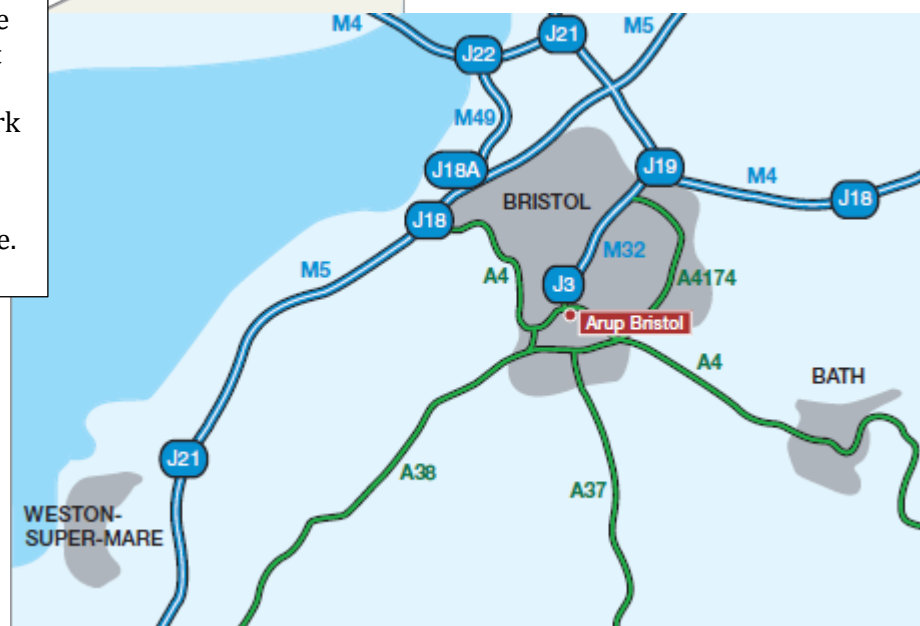 e
t
rk
e.
M4
J22
J21
M5
M49
J18A
J19
M4
J18
BRISTOL
J18
M32
M5
A4
J3
A4174
Arup Bristol
A4
BATH
J21
A38
A37
WESTON-
SUPER-MARE